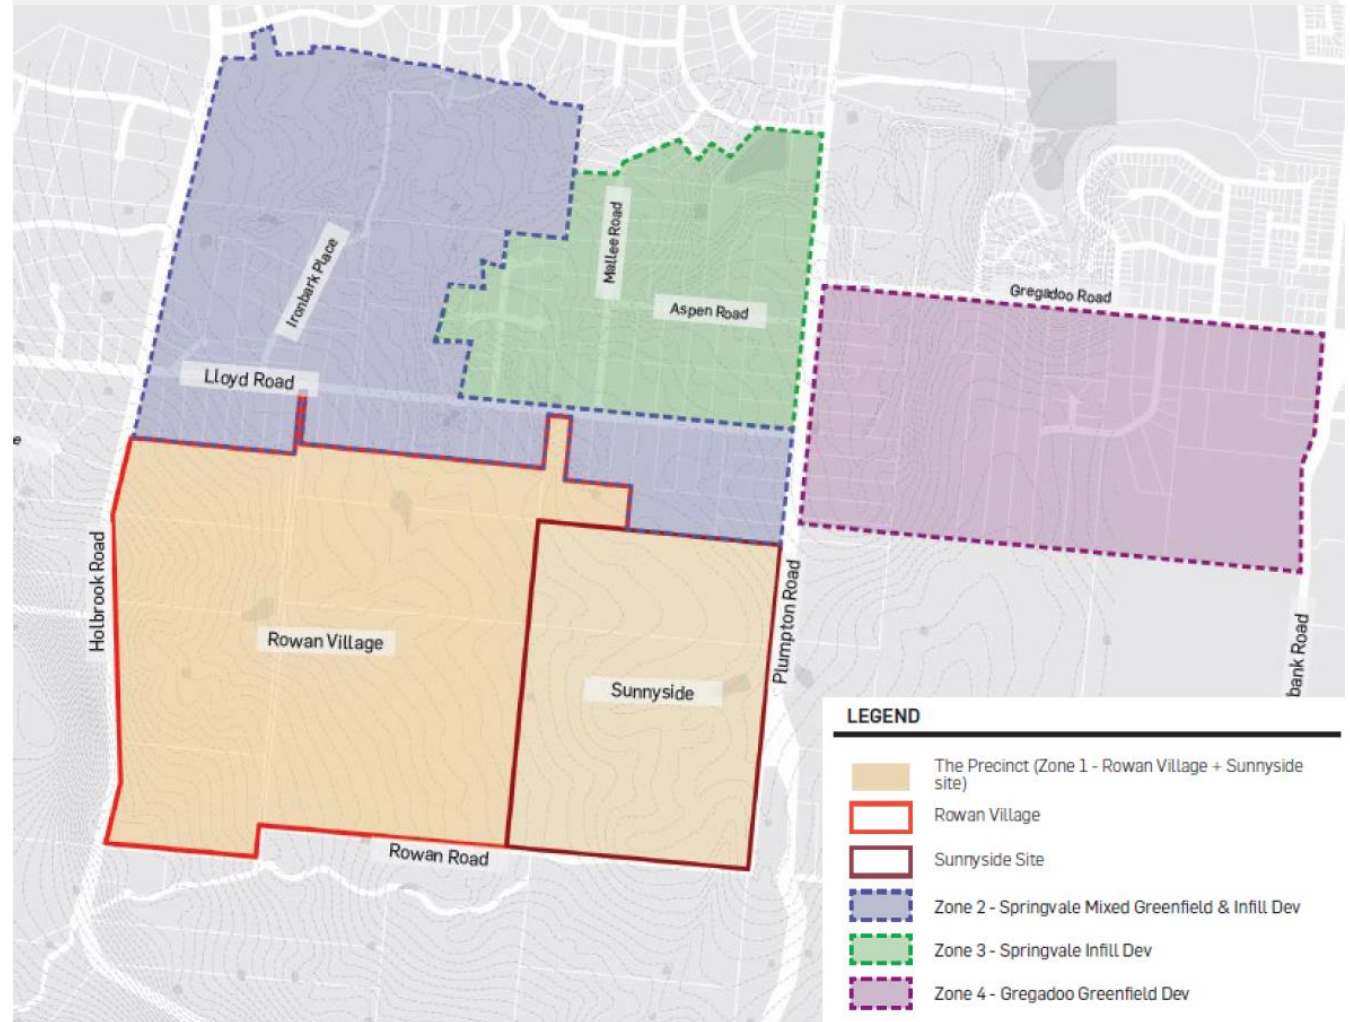 Mallee Road
Ironbark Place
Aspen Road
Gregadoo Road
Lloyd Road
e
Holbrook Road
Rowan Village
Sunnyside
Plumpton Road
bank Road
Rowan Road
LEGEND
The Precinct (Zone 1 - Rowan Village + Sunnyside
site)
Rowan Village
Sunnyside Site
Zone 2 - Springvale Mixed Greenfield & Infill Dev
Zone 3 - Springvale Infill Dev
Zone 4 - Gregadoo Greenfield Dev